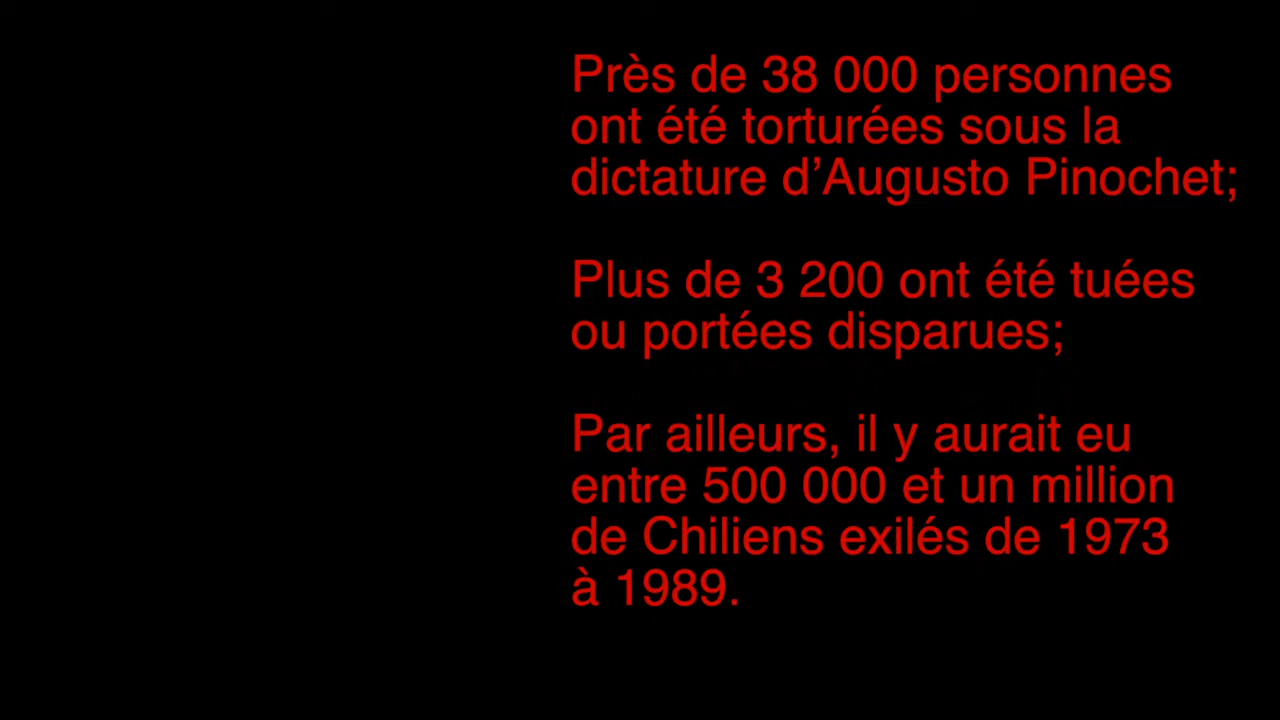 Près de 38 000 personnes
ont été torturées sous la
dictature d’Augusto Pinochet;
Plus de 3 200 ont été tuées
ou portées disparues;
Par ailleurs, il y aurait eu
entre 500 000 et un million
de Chiliens exilés de 1973
à 1989.